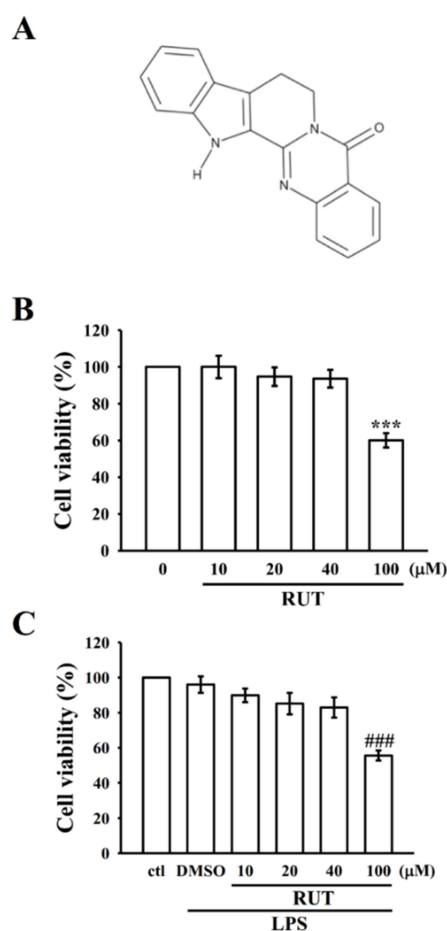 A
N
O
N
H
N
B
120
100
80
60
40
20
0
Cell viability (%)
***
0 10 20 40 100 (μM)
RUT
C
120
100
80
60
40
20
0
Cell viability (%)
###
ctl DMSO 10 20 40 100 (μM)
RUT
LPS